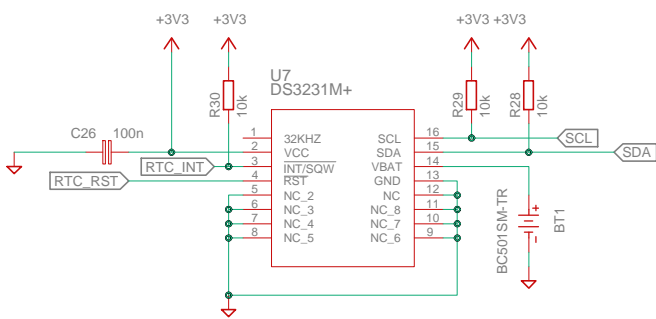 +3V3
+3V3
+3V3 +3V3
U7
DS3231M+
R30
10k
R29
10k
R28
10k
C26
100n
1
32KHZ
SCL
16
SCL
2
VCC
SDA
15
SDA
RTC_INT
3
INT/SQW
VBAT
14
RTC_RST
4
RST
GND
13
5
NC_2
NC
12
6
NC_3
NC_8
11
7
NC_4
NC_7
10
8
NC_5
NC_6
9
BC501SM-TR
+
-
BT1